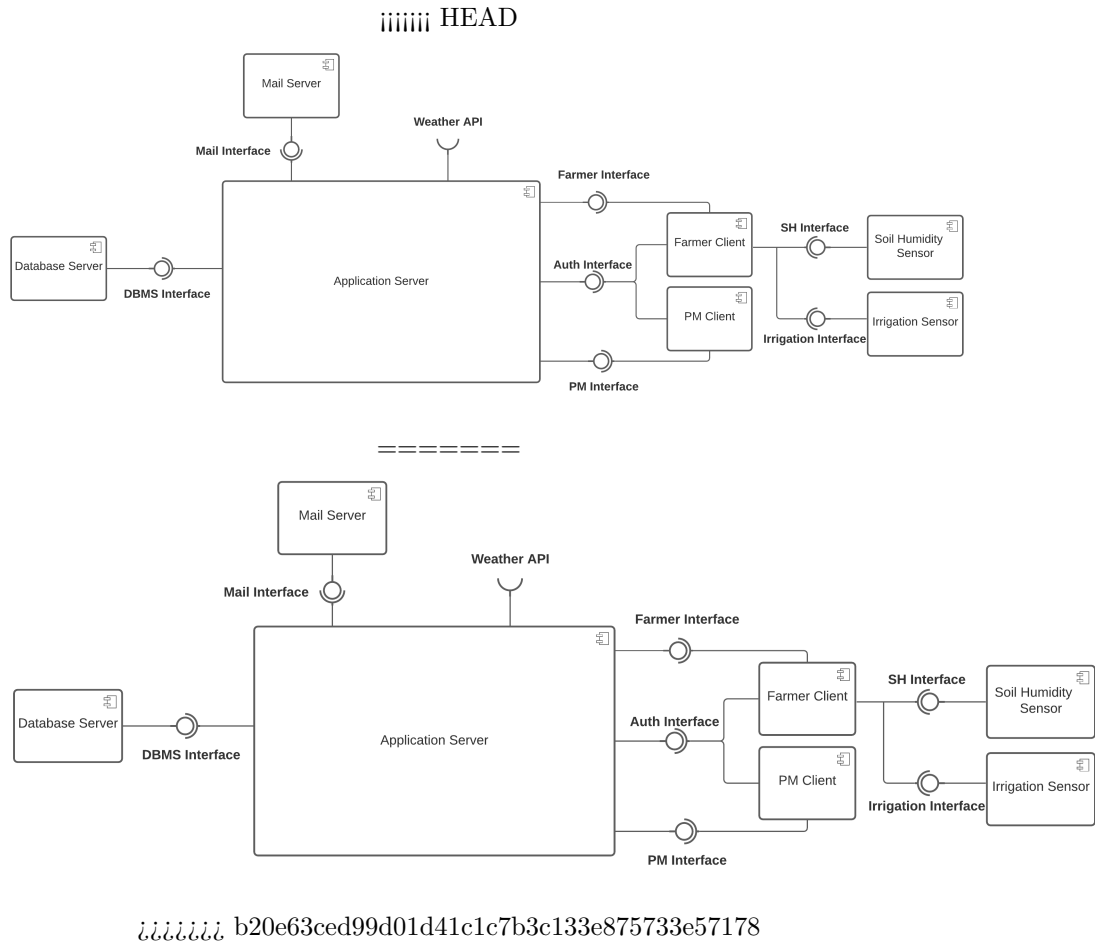 ¡¡¡¡¡¡¡ HEAD
Mail Server
Weather API
Mail Interface
Farmer Interface
SH Interface
Farmer Client
Soil Humidity
Sensor
Database Server
Auth Interface
Application Server
DBMS Interface
PM Client
Irrigation Sensor
Irrigation Interface
PM Interface
=======
Mail Server
Weather API
Mail Interface
Farmer Interface
SH Interface
Farmer Client
Soil Humidity
Sensor
Database Server
Auth Interface
Application Server
DBMS Interface
PM Client
Irrigation Sensor
Irrigation Interface
PM Interface
¿¿¿¿¿¿¿ b20e63ced99d01d41c1c7b3c133e875733e57178